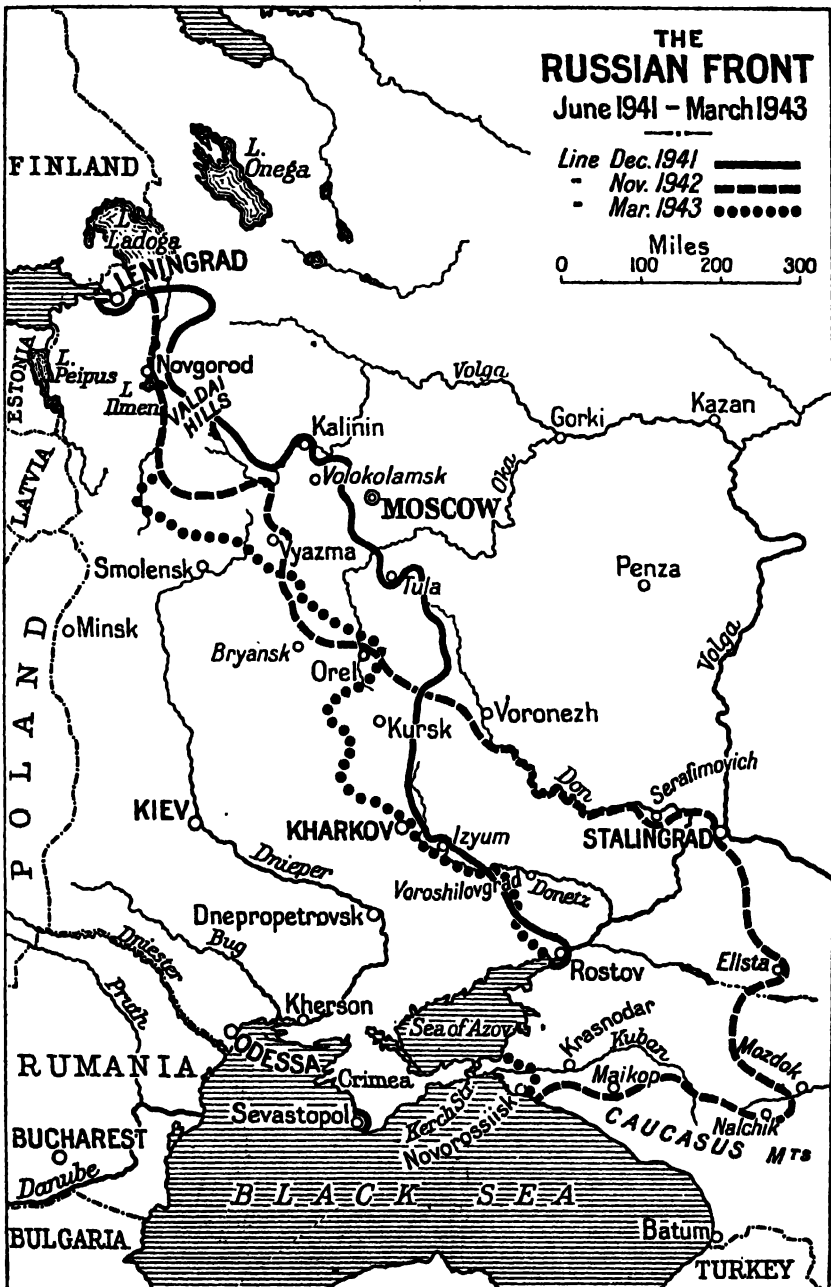 THE
RUSSIAN FRONT
June 1941 – March 1943
Line Dec. 1941
" Nov. 1942
" Mar. 1943
Miles
0 100 200 300
FINLAND
L.
Onega
L.
Ladoga
LENINGRAD
ESTONIA
L.
Peipus
Novgorod
L.
Ilmen
VALDAI
HILLS
Volga
Kalinin
Gorki
Kazan
Volokolamsk
Oka
MOSCOW
LATVIA
Vyazma
Smolensk
Tula
Penza
Minsk
POLAND
Bryansk
Orel
Volga
Voronezh
Kursk
Don
Serafimovich
KIEV
KHARKOV
STALINGRAD
Izyum
Dnieper
Voroshilovgrad
Donetz
Dnepropetrovsk
Dniester
Bug
Rostov
Elista
Pruth
Kherson
Sea of Azov
Krasnodar
Kuban
ODESSA
RUMANIA
Crimea
Maikop
Mozdok
Kerch Str.
Novorossiisk
Sevastopol
Nalchik
CAUCASUS MTS
BUCHAREST
Danube
BLACK SEA
BULGARIA
Batum
TURKEY